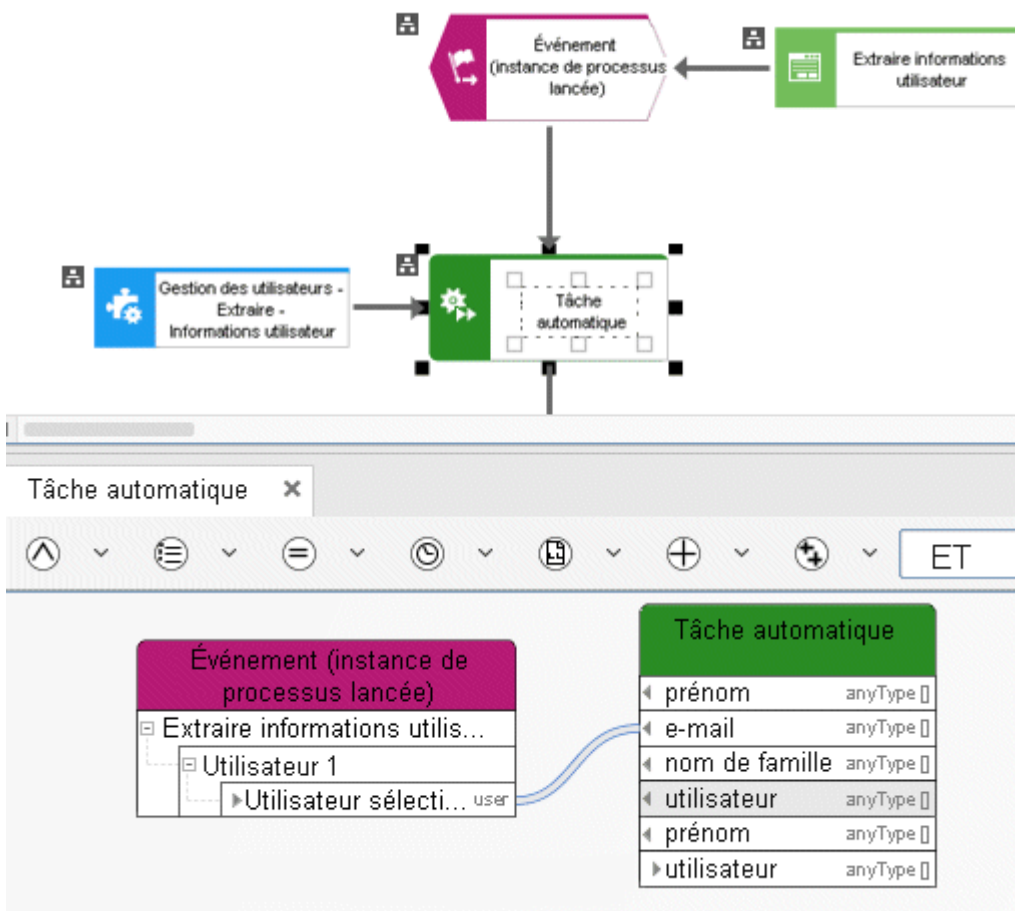 Événement
(instance de processus
lancée)
Extraire informations
utilisateur
Gestion des utilisateurs -
Extraire -
Informations utilisateur
Tâche
automatique
Tâche automatique
ET
Événement (instance de
processus lancée)
Extraire informations utilis...
Utilisateur 1
Utilisateur sélecti... user
Tâche automatique
prénom anyType []
e-mail anyType []
nom de famille anyType []
utilisateur anyType []
prénom anyType []
utilisateur anyType []